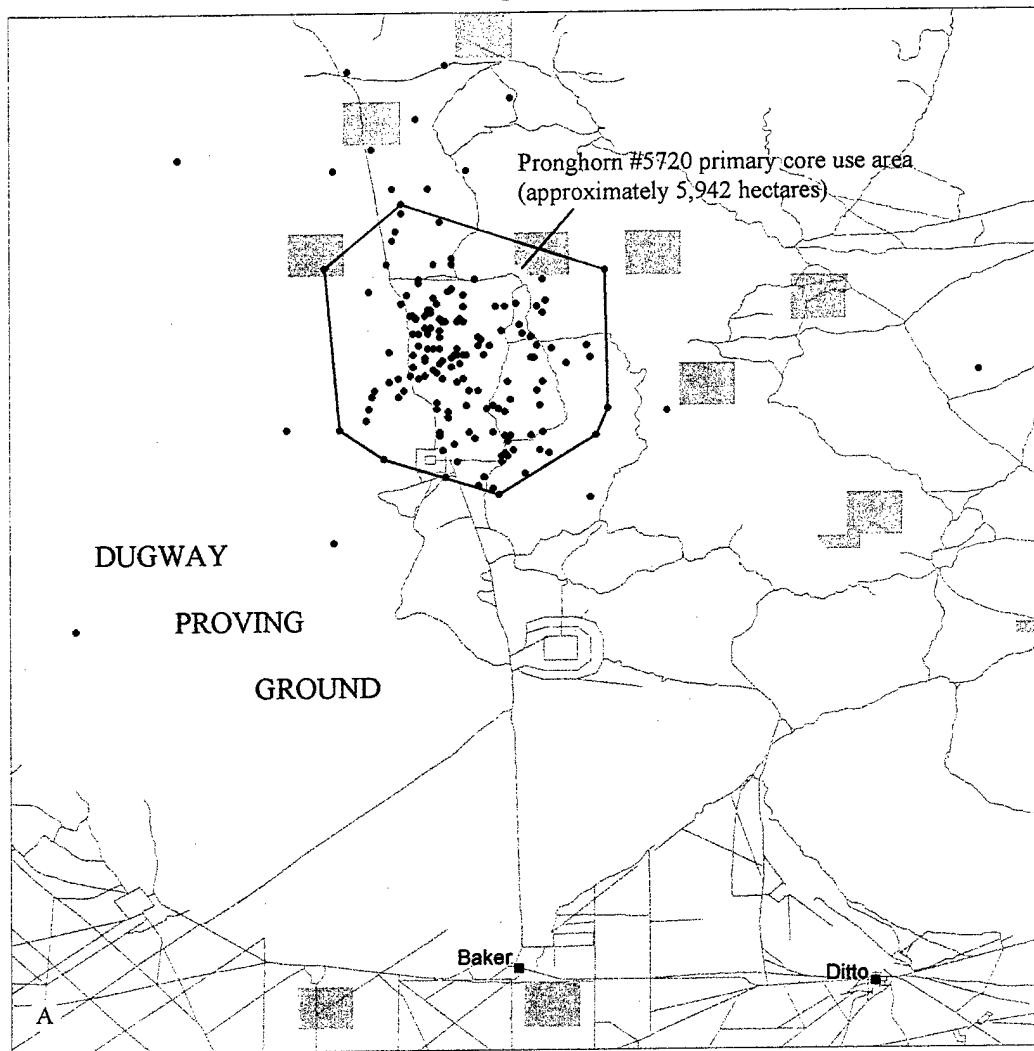 Pronghorn #5720 primary core use area
(approximately 5,942 hectares)
DUGWAY
PROVING
GROUND
Baker
Ditto
A